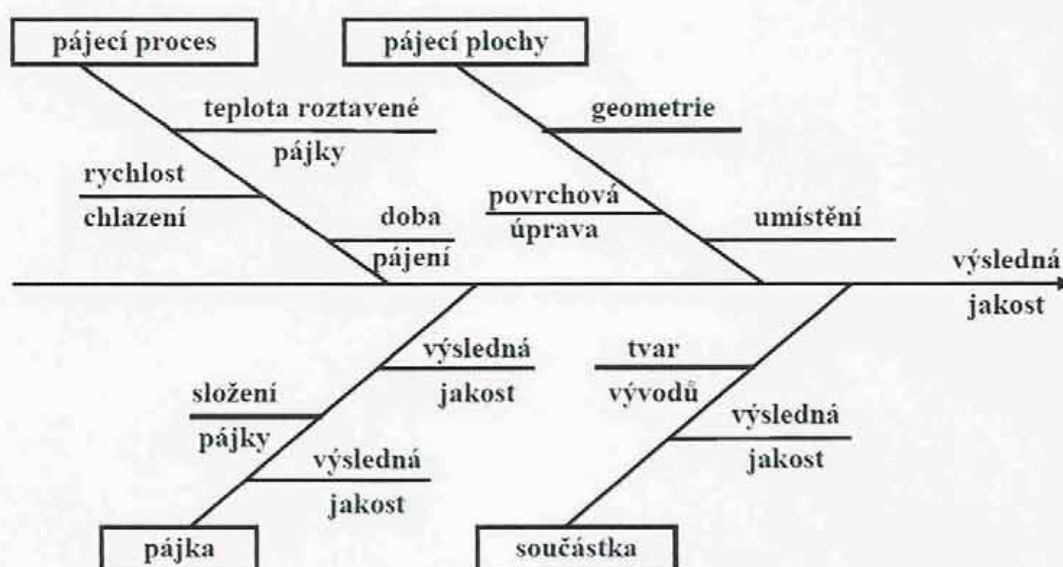 pájecí proces
pájecí plochy
teplota roztavené
pájky
geometrie
rychlost
chlazení
povrchová
úprava
doba
pájení
umístění
výsledná
jakost
výsledná
jakost
tvar
vývodů
složení
pájky
výsledná
jakost
výsledná
jakost
pájka
součástka